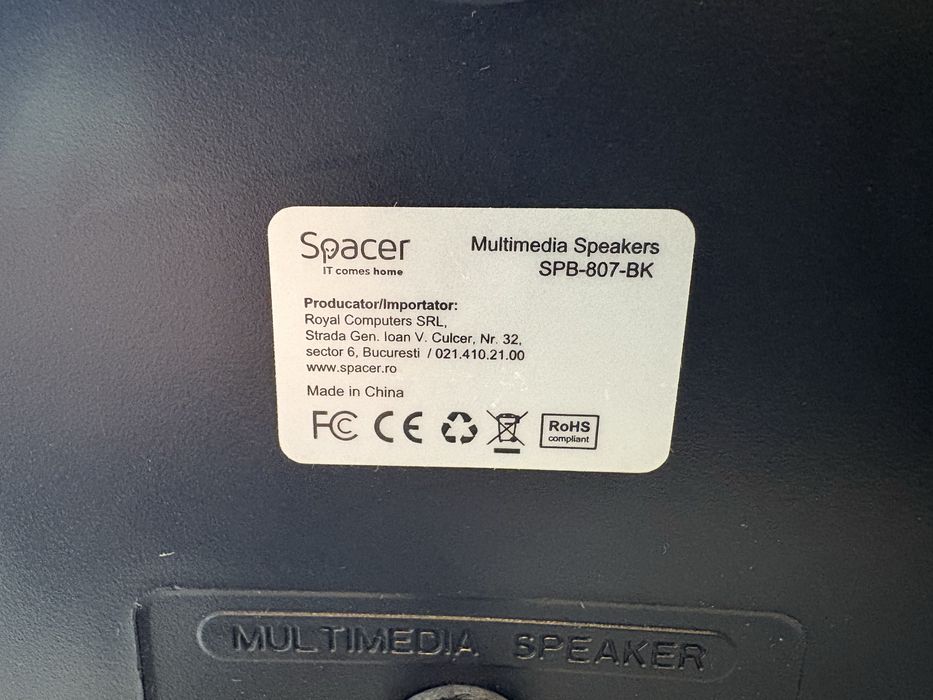 Spacer
IT comes home
Multimedia Speakers
SPB-807-BK
Producator/Importator:
Royal Computers SRL,
Strada Gen. Ioan V. Culcer, Nr. 32,
sector 6, Bucuresti / 021.410.21.00
www.spacer.ro
Made in China
FC CE RoHS
compliant
MULTIMEDIA SPEAKER